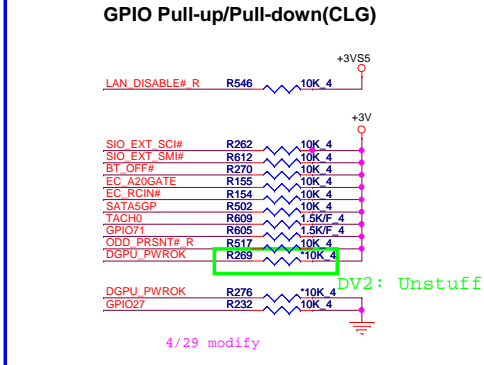 GPIO Pull-up/Pull-down(CLG)
+3VS5
LAN_DISABLE#_R R546 10K_4
+3V
SIO_EXT_SCI# R262 10K_4
SIO_EXT_SMI# R612 10K_4
BT_OFF# R270 10K_4
EC_A20GATE R155 10K_4
EC_RCIN# R154 10K_4
SATA5GP R502 10K_4
TACH0 R609 1.5K/F_4
GPIO71 R605 1.5K/F_4
ODD_PRSNT#_R R517 10K_4
DGPU_PWROK R269 *10K_4
DV2: Unstuff
DGPU_PWROK R276 *10K_4
GPIO27 R232 10K_4
4/29 modify